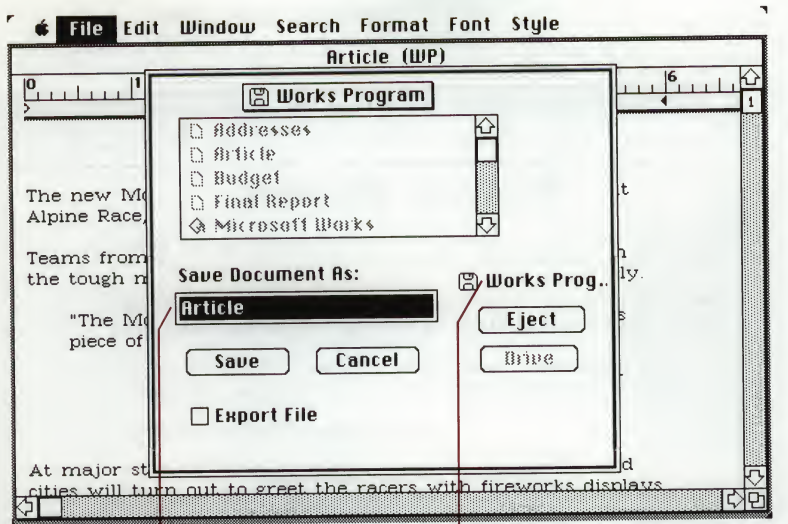 File Edit Window Search Format Font Style
Article (WP)
0 1 6
1
Works Program
Addresses
Article
Budget
Final Report
Microsoft Works
The new Mo
Alpine Race,
Teams from
the tough m
ly.
"The Mo
piece of
Save Document As:
Works Prog..
Article
Eject
Save Cancel
Drive
Export File
At major st
cities will turn out to greet the racers with fireworks displays